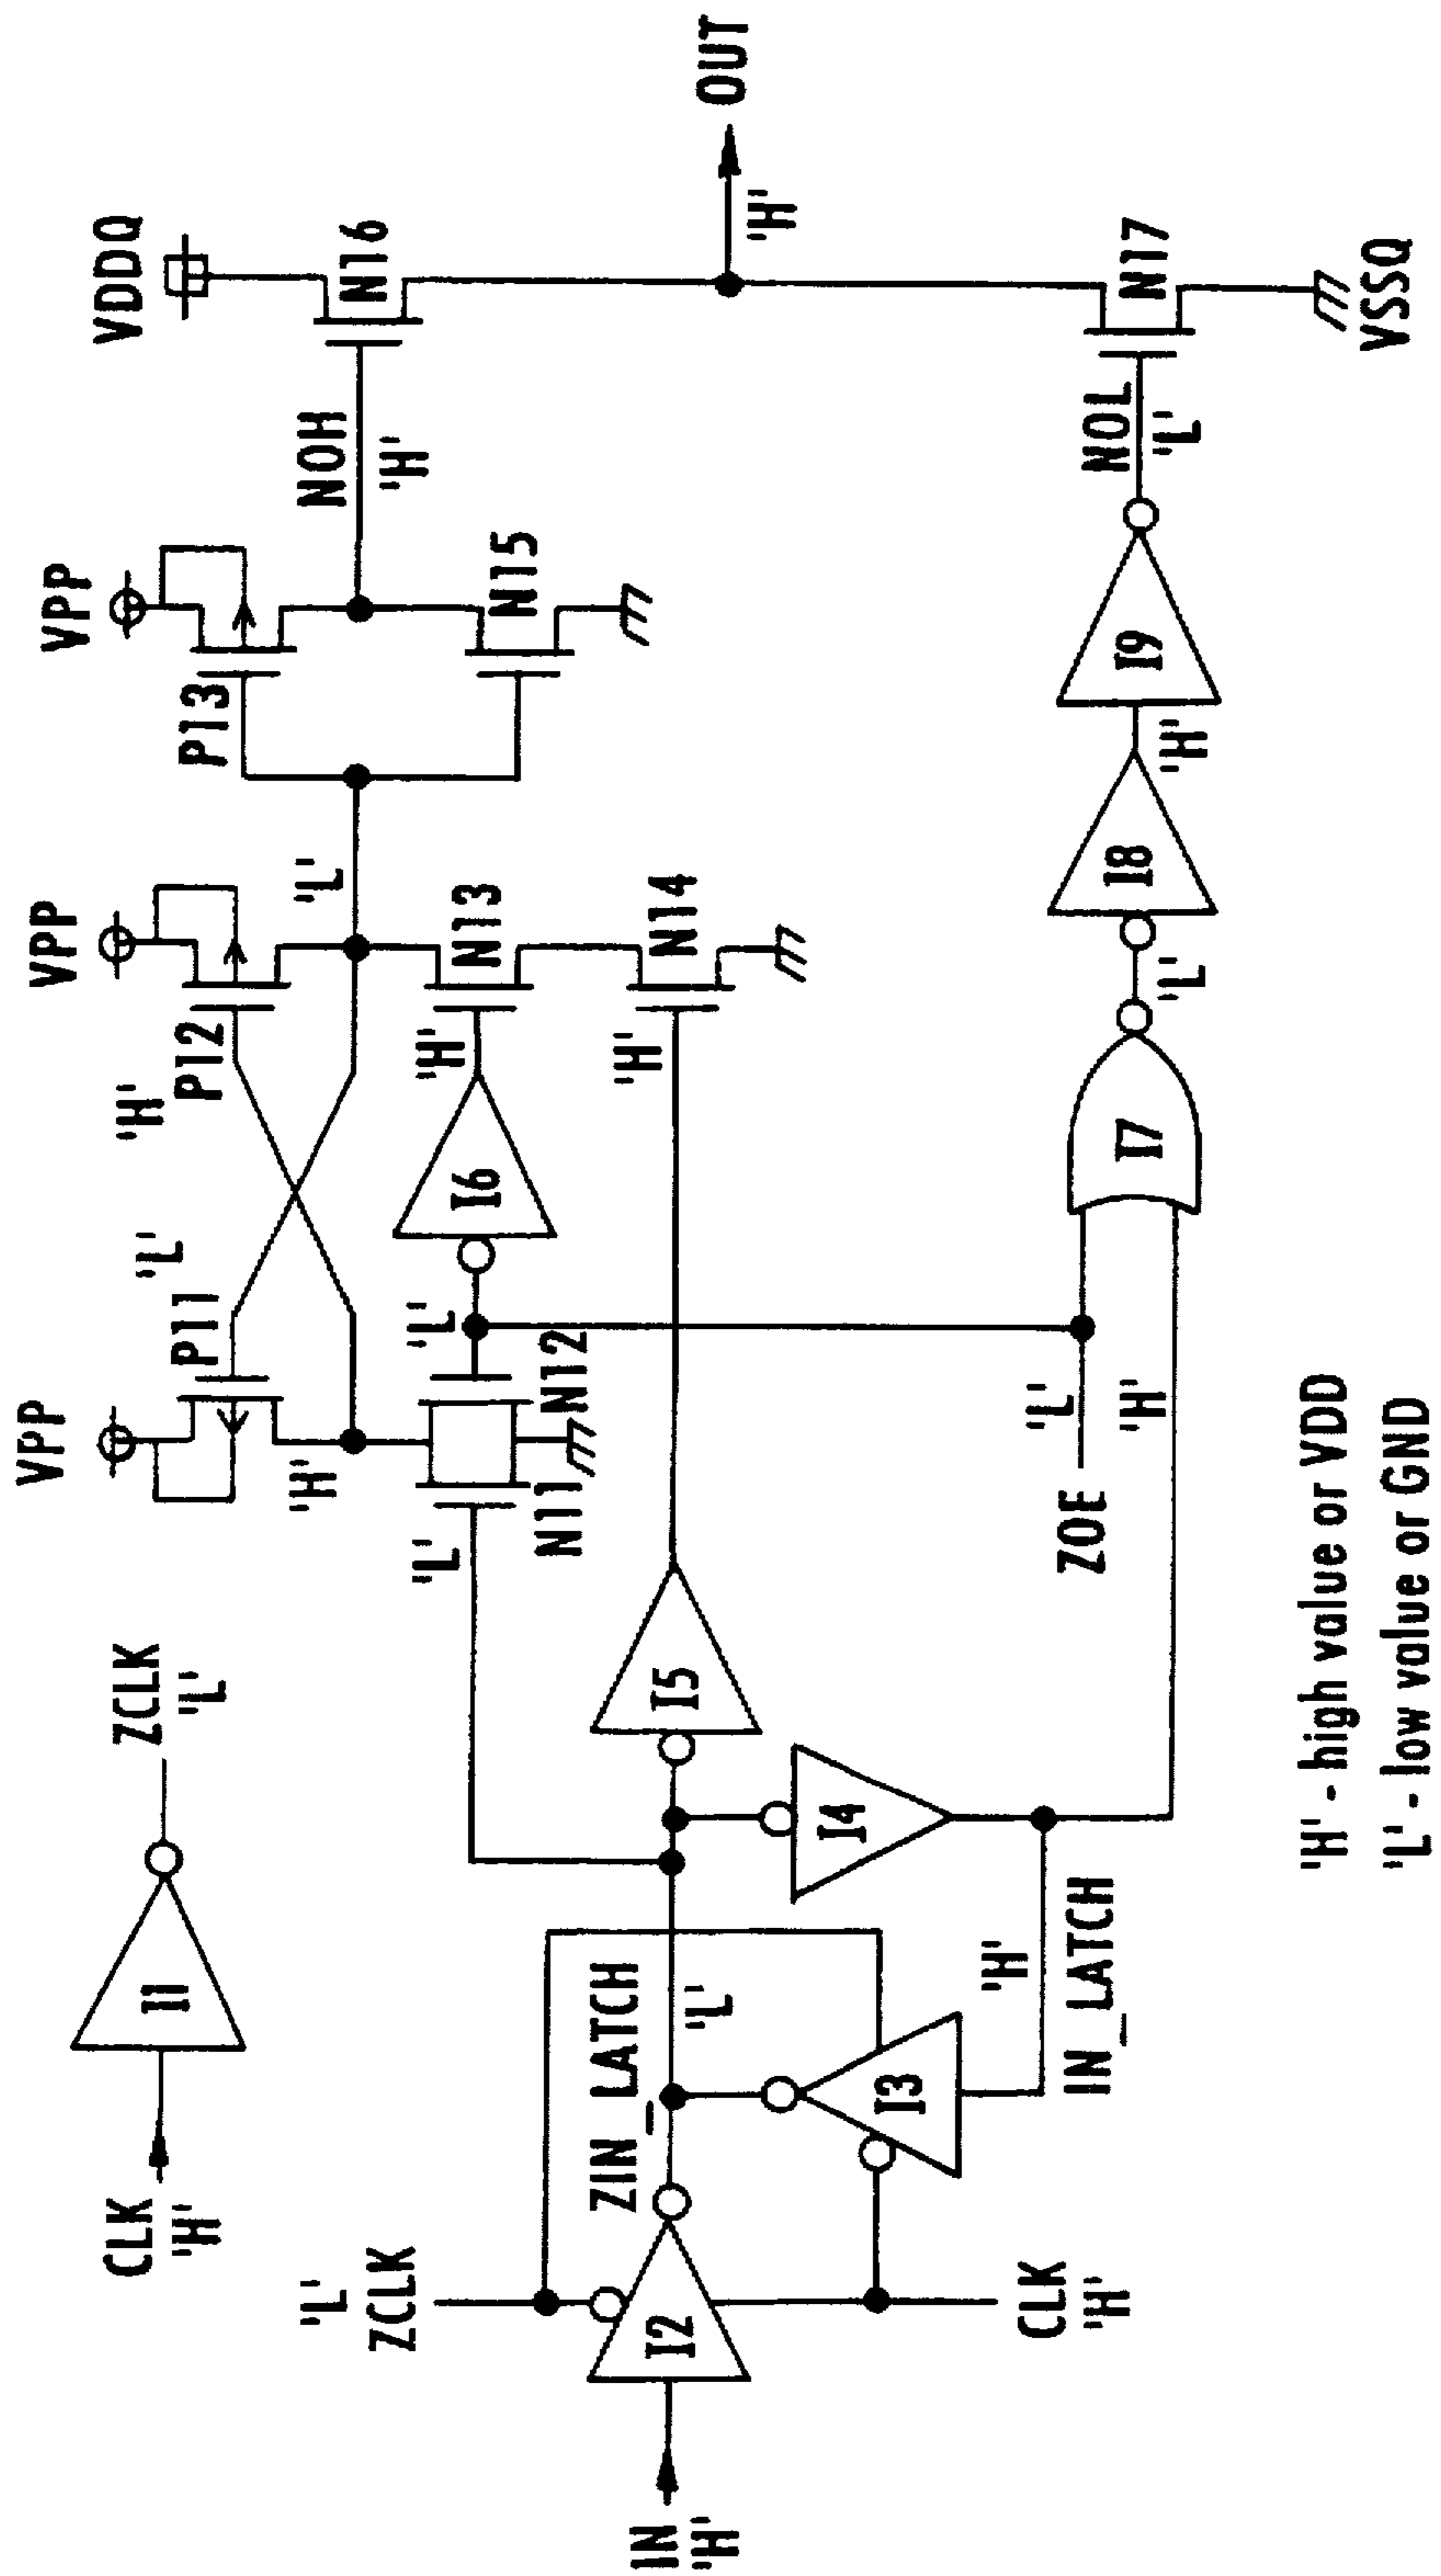 CLK
'H'
I1
ZCLK
'L'
IN
'H'
'L'
ZCLK
I2
CLK
'H'
ZIN_LATCH
'L'
I3
'H'
IN_LATCH
I4
I5
VPP
P11
'L'
'H'
'L'
N11
N12
'L'
I6
'H'
'H'
VPP
P12
'L'
N13
'H'
N14
VPP
P13
N15
NOH
'H'
VDDQ
N16
'H'
OUT
ZOE
'L'
'H'
I7
'L'
I8
'H'
I9
NOL
'L'
N17
VSSQ
'H' - high value or VDD
'L' - low value or GND